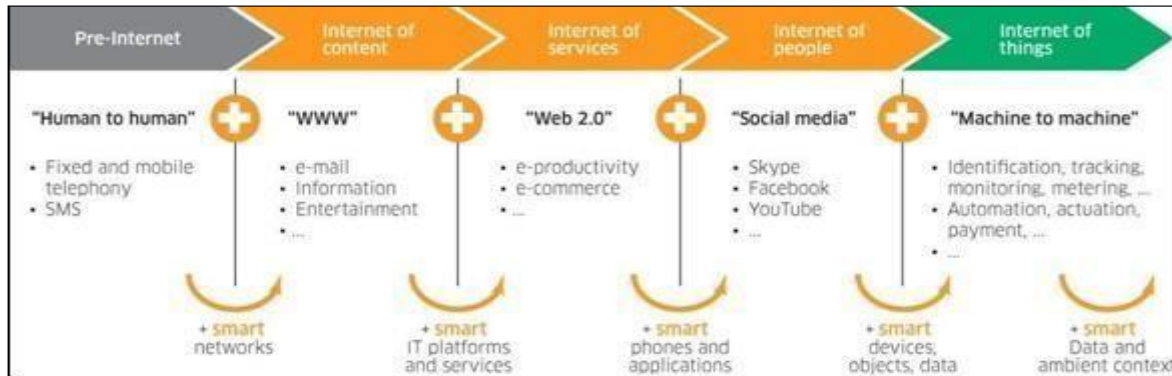 Pre-Internet
Internet of
content
Internet of
services
Internet of
people
Internet of
things
"Human to human"
• Fixed and mobile
telephony
• SMS
"WWW"
• e-mail
• Information
• Entertainment
• ...
"Web 2.0"
• e-productivity
• e-commerce
• ...
"Social media"
• Skype
• Facebook
• YouTube
• ...
"Machine to machine"
• Identification, tracking,
monitoring, metering, ...
• Automation, actuation,
payment, ...
• ...
+ smart
networks
+ smart
IT platforms
and services
+ smart
phones and
applications
+ smart
devices,
objects, data
+ smart
Data and
ambient context